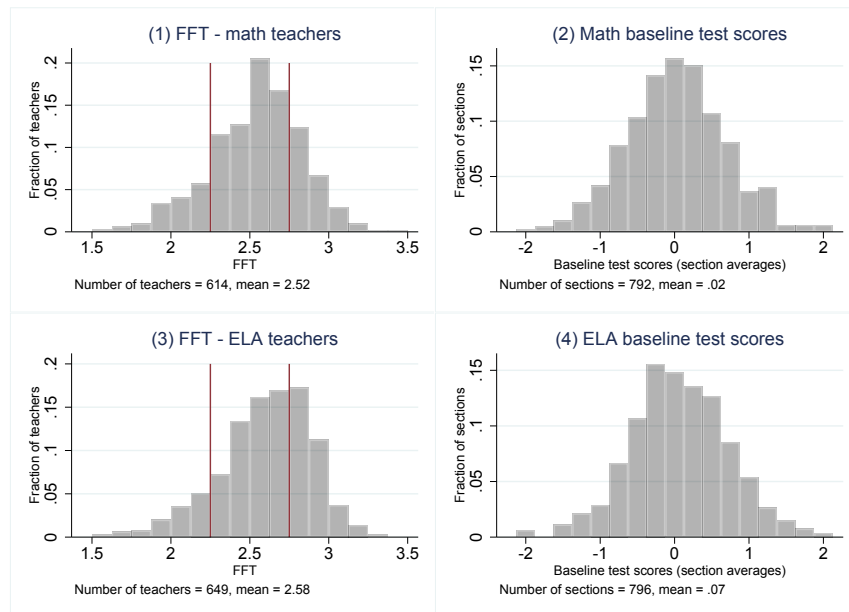 (1) FFT - math teachers
Fraction of teachers
0 .05 .1 .15 .2
1.5 2 2.5 3 3.5
FFT
Number of teachers = 614, mean = 2.52
(2) Math baseline test scores
Fraction of sections
0 .05 .1 .15
-2 -1 0 1 2
Baseline test scores (section averages)
Number of sections = 792, mean = .02
(3) FFT - ELA teachers
Fraction of teachers
0 .05 .1 .15 .2
1.5 2 2.5 3 3.5
FFT
Number of teachers = 649, mean = 2.58
(4) ELA baseline test scores
Fraction of sections
0 .05 .1 .15
-2 -1 0 1 2
Baseline test scores (section averages)
Number of sections = 796, mean = .07